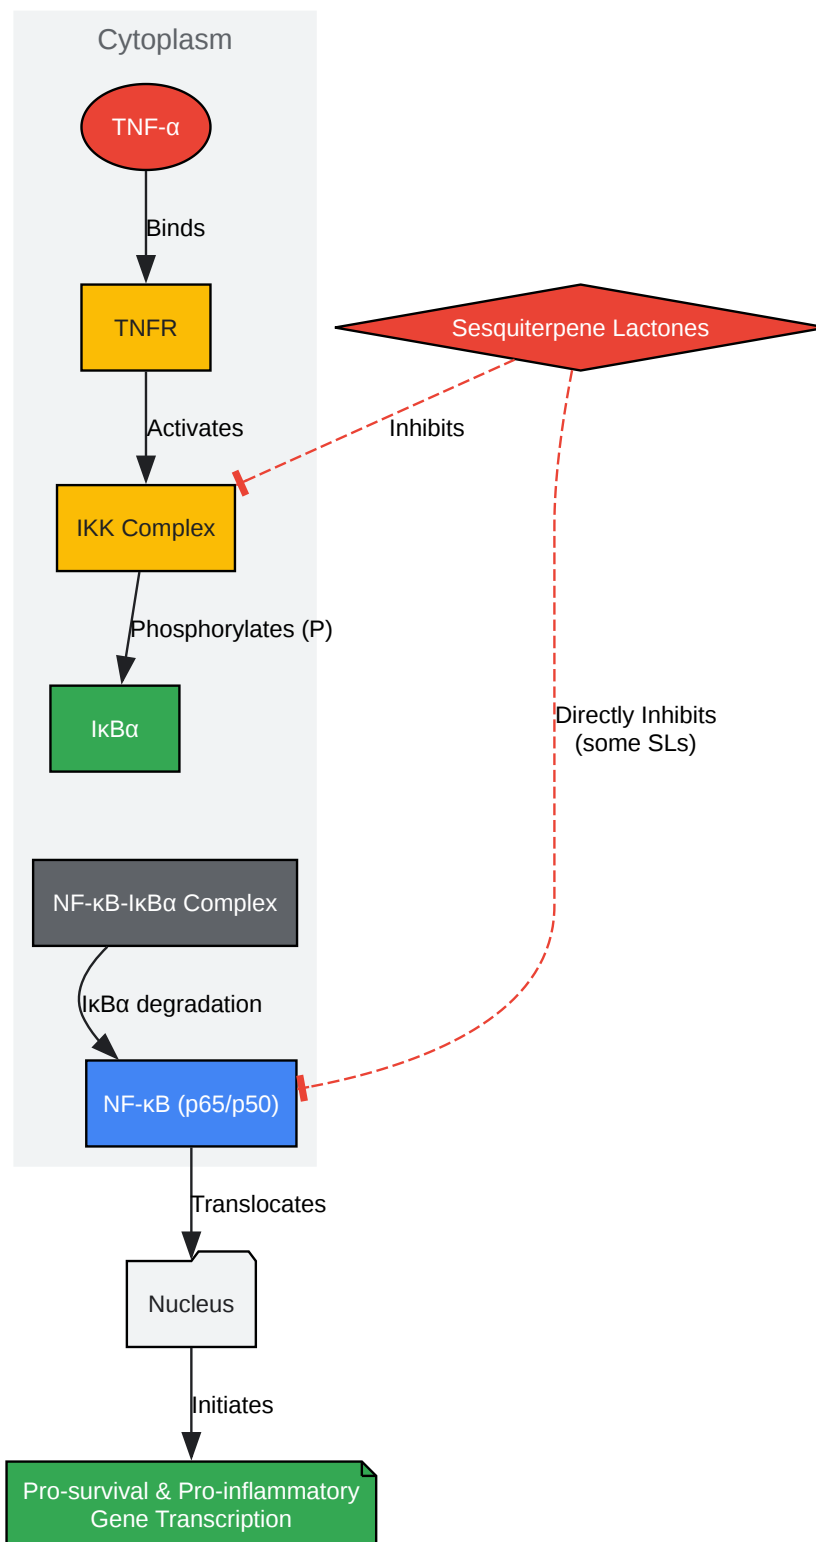 Cytoplasm
TNF-α
Binds
TNFR
Sesquiterpene Lactones
Activates
Inhibits
IKK Complex
Phosphorylates (P)
IκBα
Directly Inhibits
(some SLs)
NF-κB-IκBα Complex
IκBα degradation
NF-κB (p65/p50)
Translocates
Nucleus
Initiates
Pro-survival & Pro-inflammatory
Gene Transcription